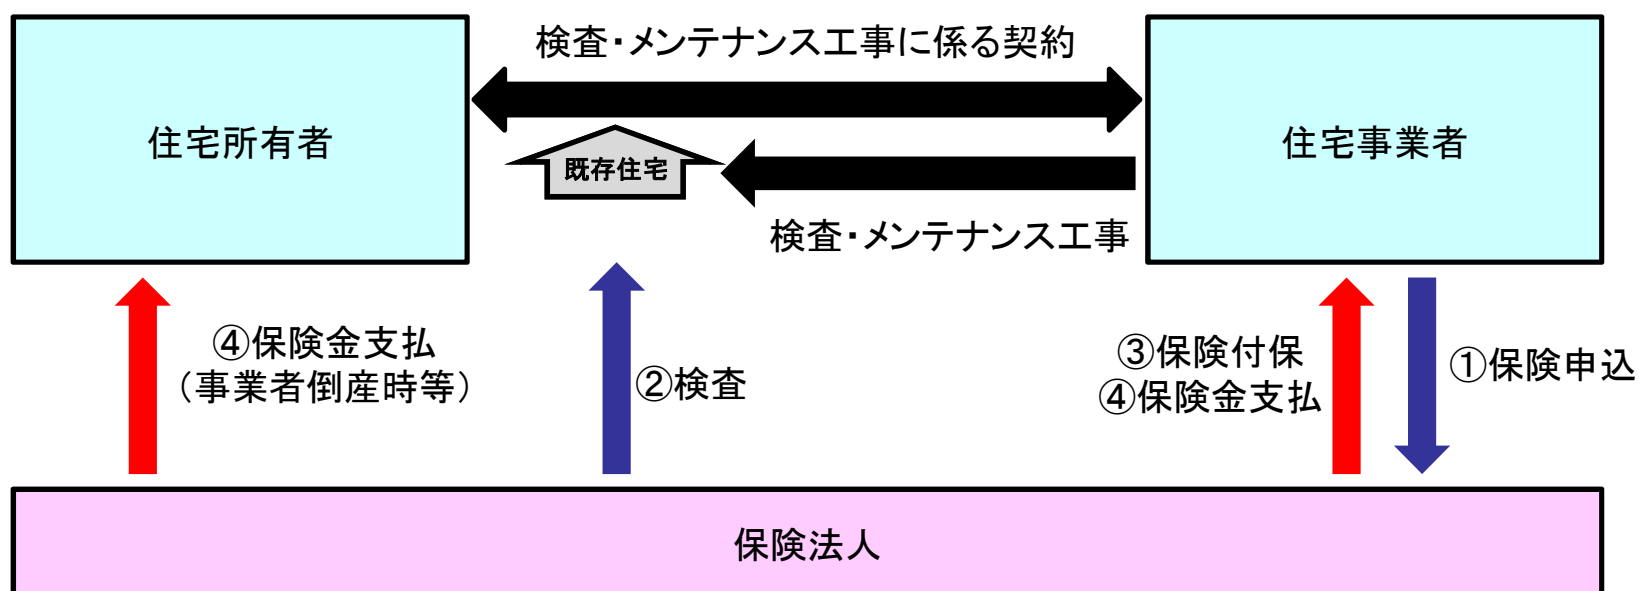 検査・メンテナンス工事に係る契約
住宅所有者
住宅事業者
既存住宅
検査・メンテナンス工事
④保険金支払
（事業者倒産時等）
②検査
③保険付保
④保険金支払
①保険申込
保険法人